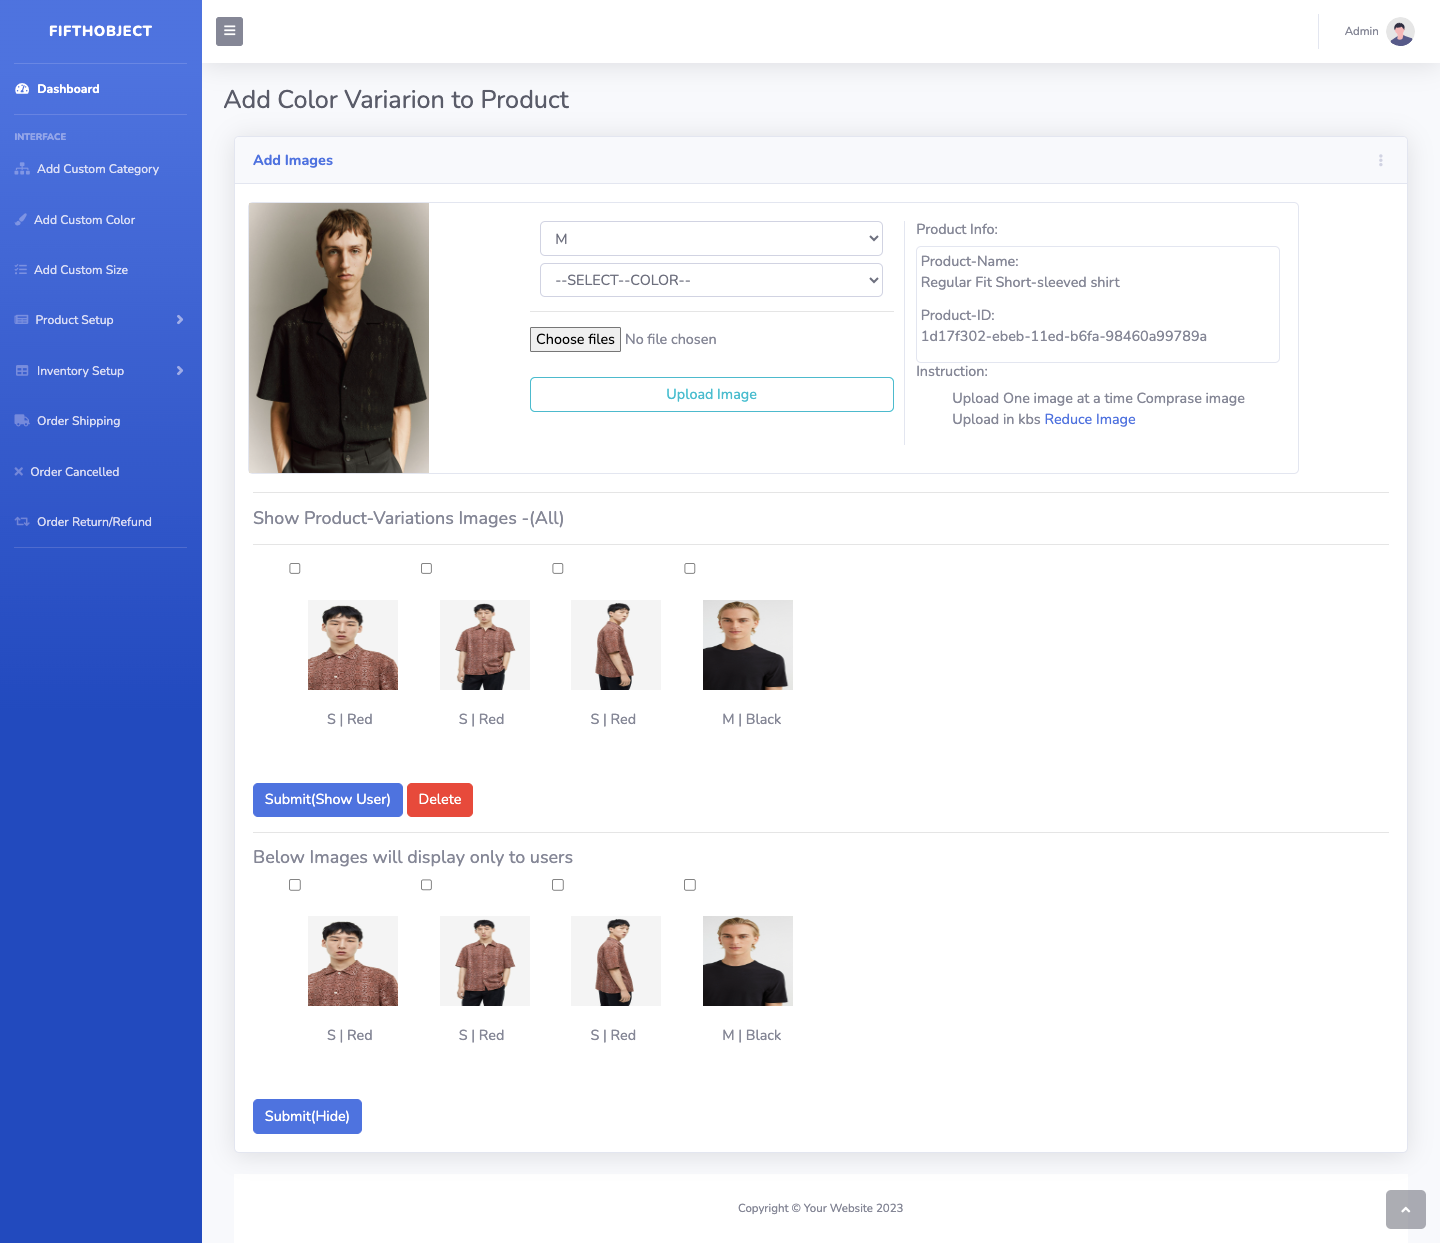 FIFTHOBJECT
Dashboard
INTERFACE
Add Custom Category
Add Custom Color
Add Custom Size
Product Setup
Inventory Setup
Order Shipping
Order Cancelled
Order Return/Refund
Admin
Add Color Variarion to Product
Add Images
M
--SELECT--COLOR--
Choose files No file chosen
Upload Image
Product Info:
Product-Name:
Regular Fit Short-sleeved shirt
Product-ID:
1d17f302-ebeb-11ed-b6fa-98460a99789a
Instruction:
Upload One image at a time Comprase image
Upload in kbs Reduce Image
Show Product-Variations Images -(All)
S | Red S | Red S | Red M | Black
Submit(Show User) Delete
Below Images will display only to users
S | Red S | Red S | Red M | Black
Submit(Hide)
Copyright © Your Website 2023